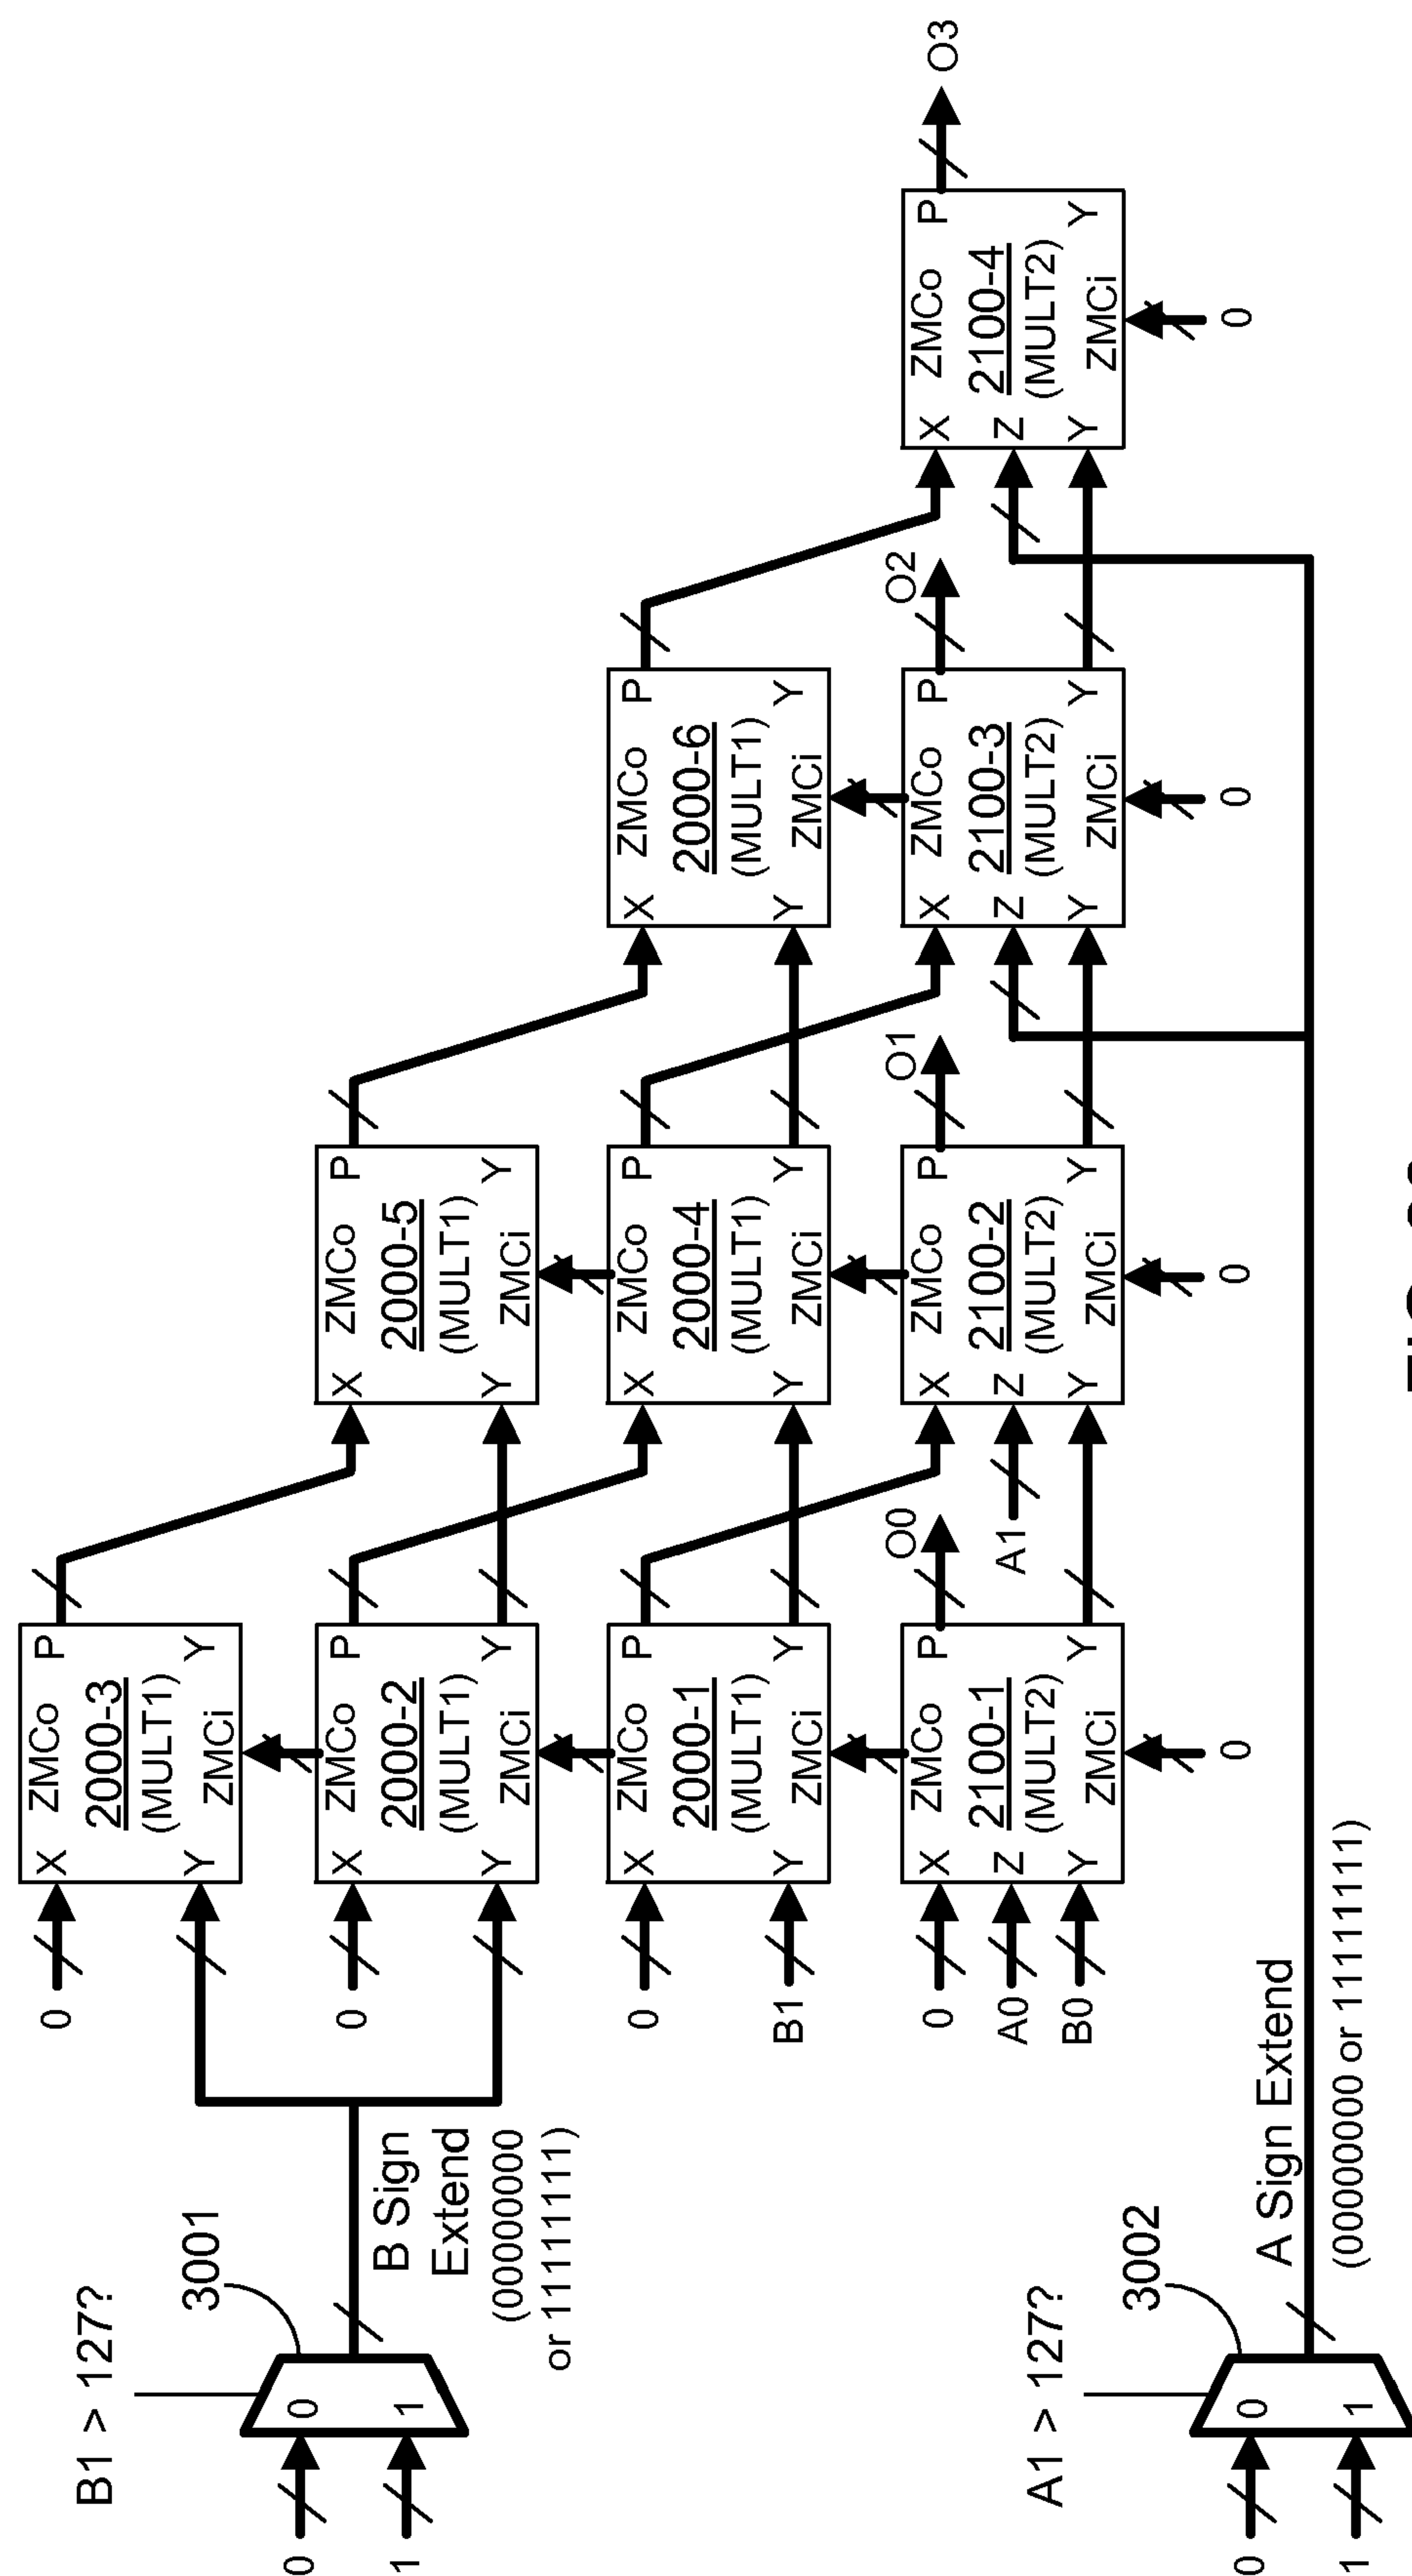 B1 > 127?
0
1
0
1
3001
B Sign
Extend
(00000000
or 11111111)
A1 > 127?
0
1
0
1
3002
A Sign Extend
(00000000 or 11111111)
0
X ZMCo P
2000-3
(MULT1)
Y ZMCi Y
0
X ZMCo P
2000-2
(MULT1)
Y ZMCi Y
0
B1
X ZMCo P
2000-1
(MULT1)
Y ZMCi Y
0
A0
B0
X ZMCo P
Z 2100-1
(MULT2)
Y ZMCi Y
0
O0
A1
X ZMCo P
2000-5
(MULT1)
Y ZMCi Y
X ZMCo P
2000-4
(MULT1)
Y ZMCi Y
X ZMCo P
Z 2100-2
(MULT2)
Y ZMCi Y
0
O1
X ZMCo P
2000-6
(MULT1)
Y ZMCi Y
X ZMCo P
Z 2100-3
(MULT2)
Y ZMCi Y
0
O2
X ZMCo P
Z 2100-4
(MULT2)
Y ZMCi Y
0
O3